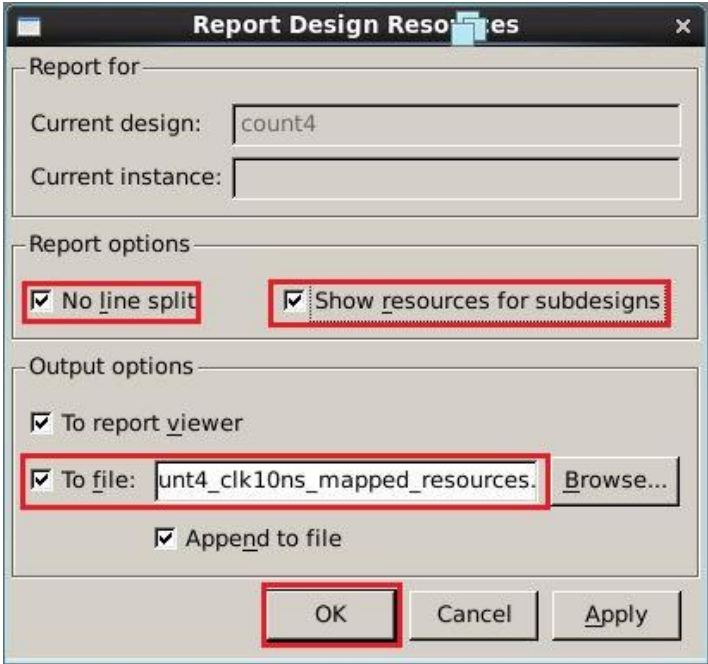 Report Design Reso es
Report for
Current design: count4
Current instance:
Report options
No line split Show resources for subdesigns
Output options
To report viewer
To file: unt4_clk10ns_mapped_resources. Browse...
Append to file
OK Cancel Apply